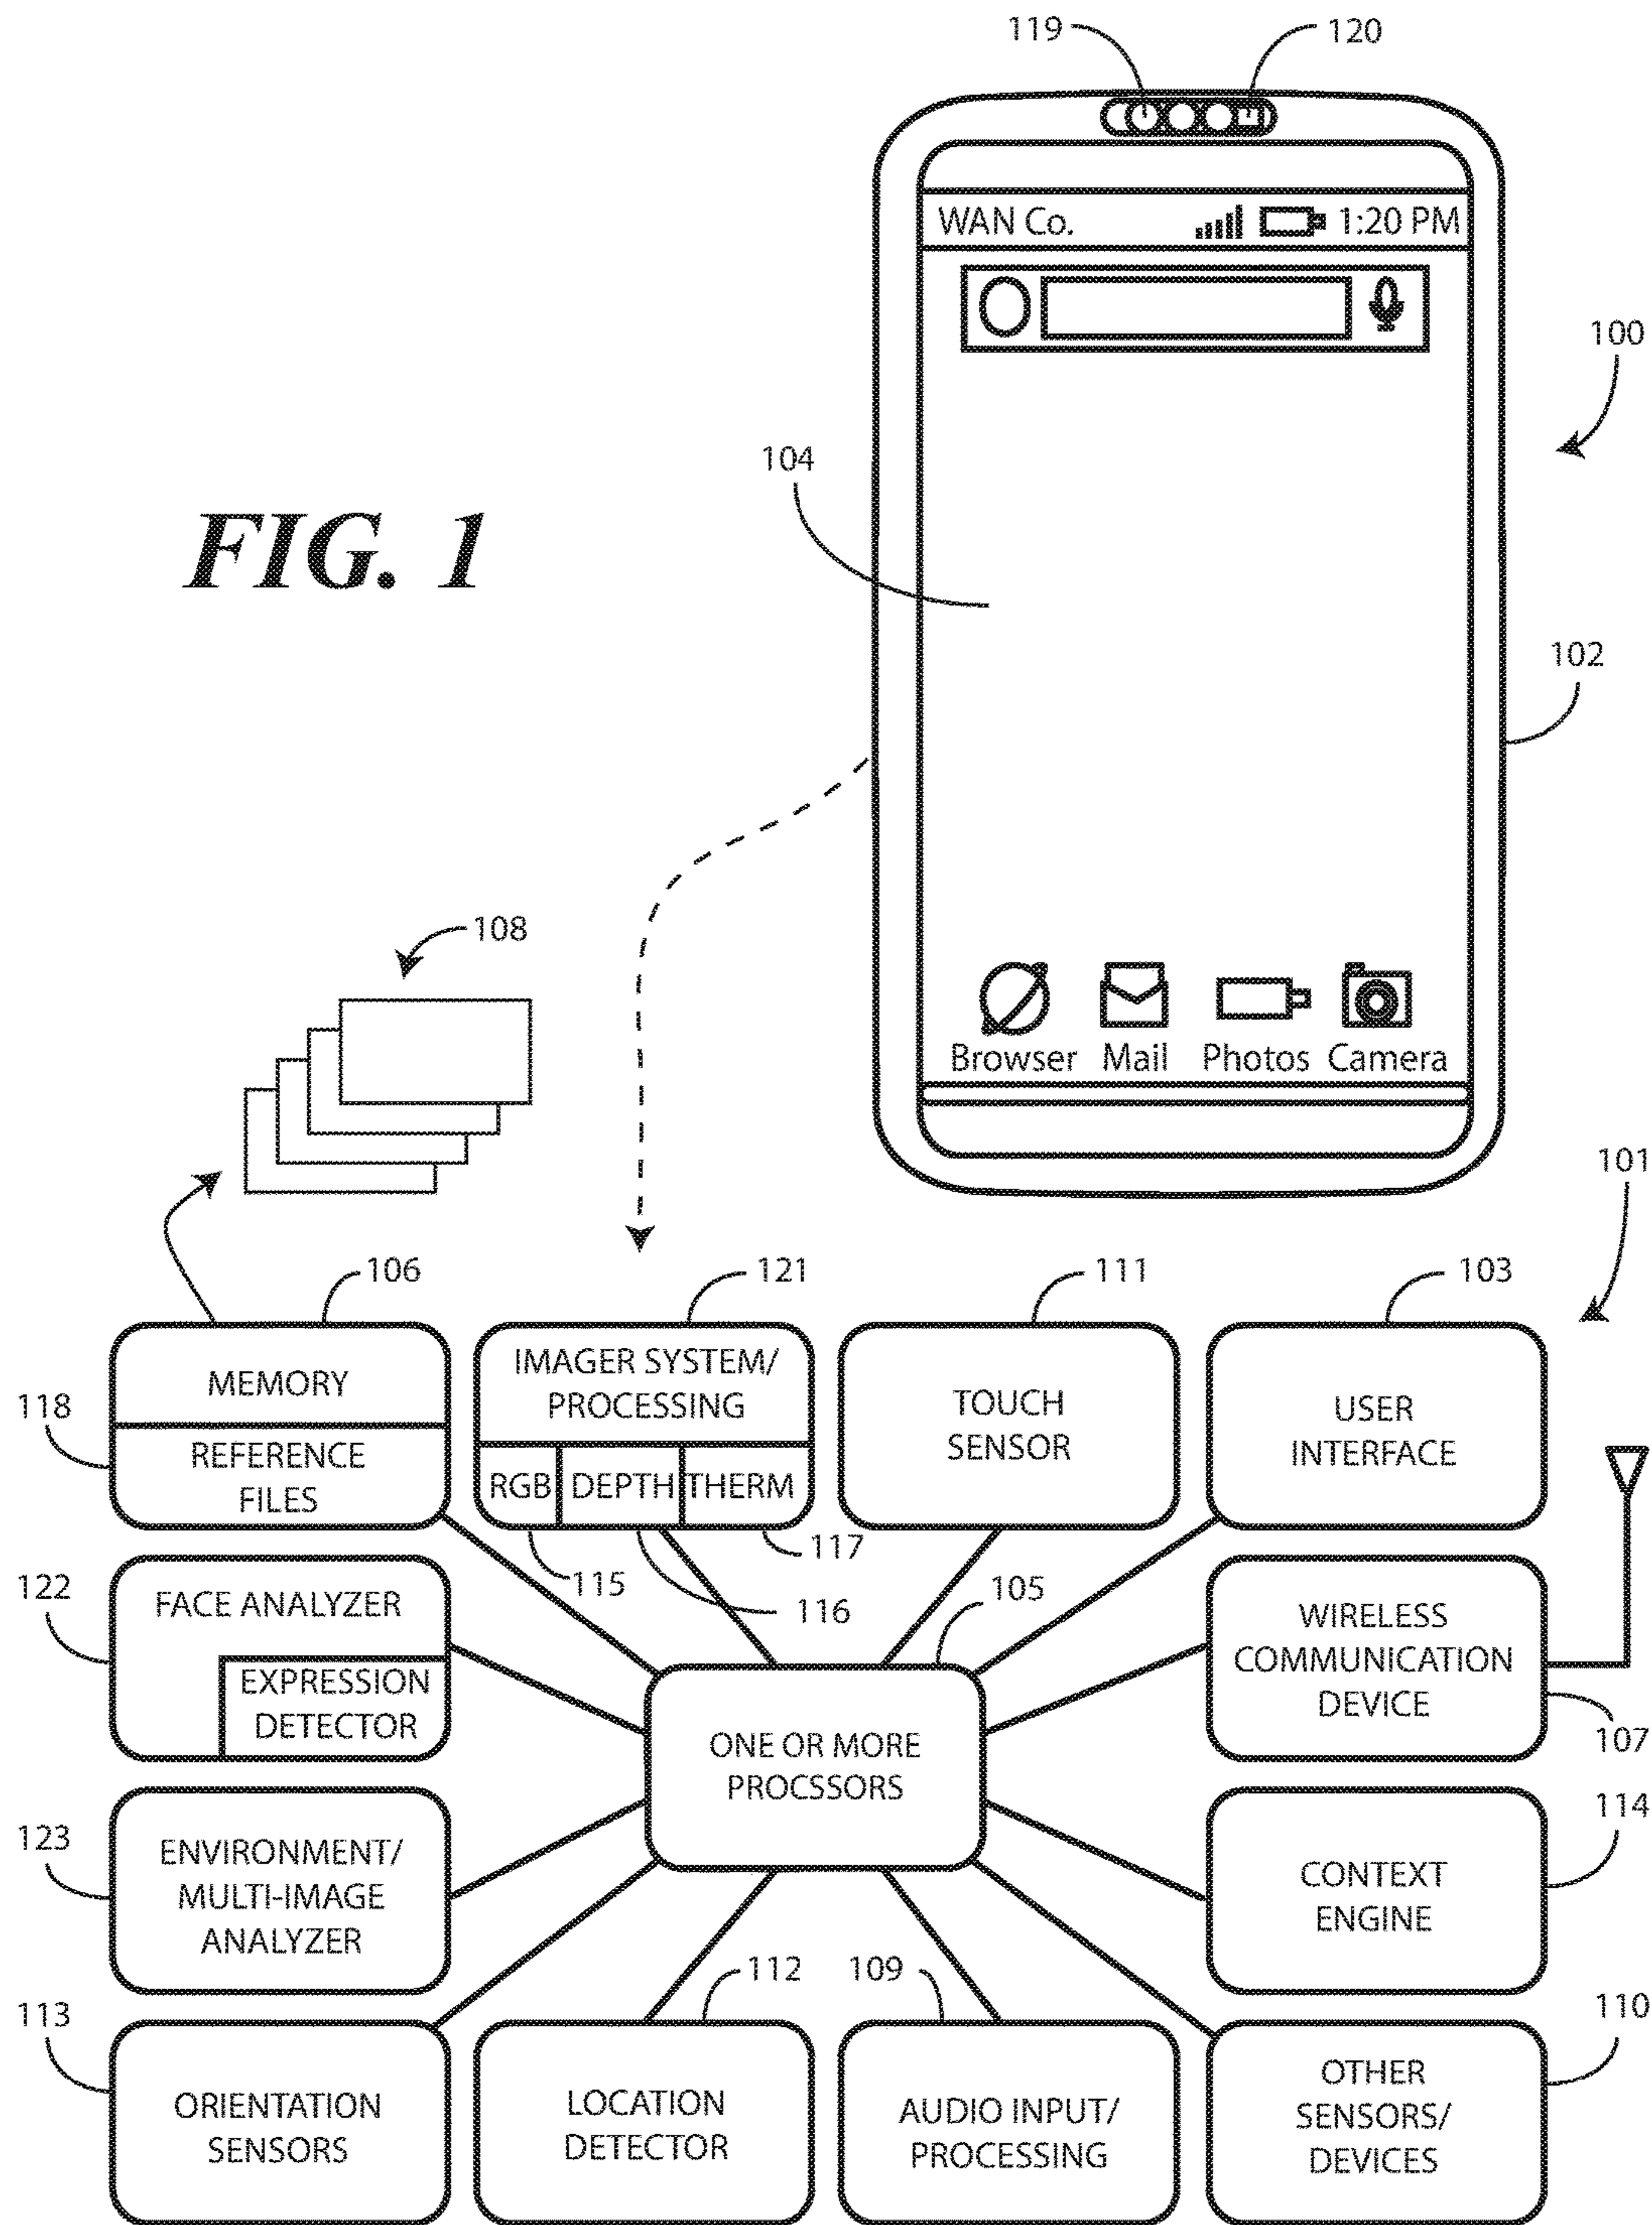 119
120
WAN Co.
1:20 PM
100
104
FIG. 1
102
108
Browser
Mail
Photos
Camera
101
106
121
111
103
118
MEMORY
REFERENCE
FILES
IMAGER SYSTEM/
PROCESSING
RGB
DEPTH
THERM
TOUCH
SENSOR
USER
INTERFACE
115
116
117
105
122
FACE ANALYZER
EXPRESSION
DETECTOR
WIRELESS
COMMUNICATION
DEVICE
107
ONE OR MORE
PROCSSORS
123
ENVIRONMENT/
MULTI-IMAGE
ANALYZER
114
CONTEXT
ENGINE
113
112
109
110
ORIENTATION
SENSORS
LOCATION
DETECTOR
AUDIO INPUT/
PROCESSING
OTHER
SENSORS/
DEVICES